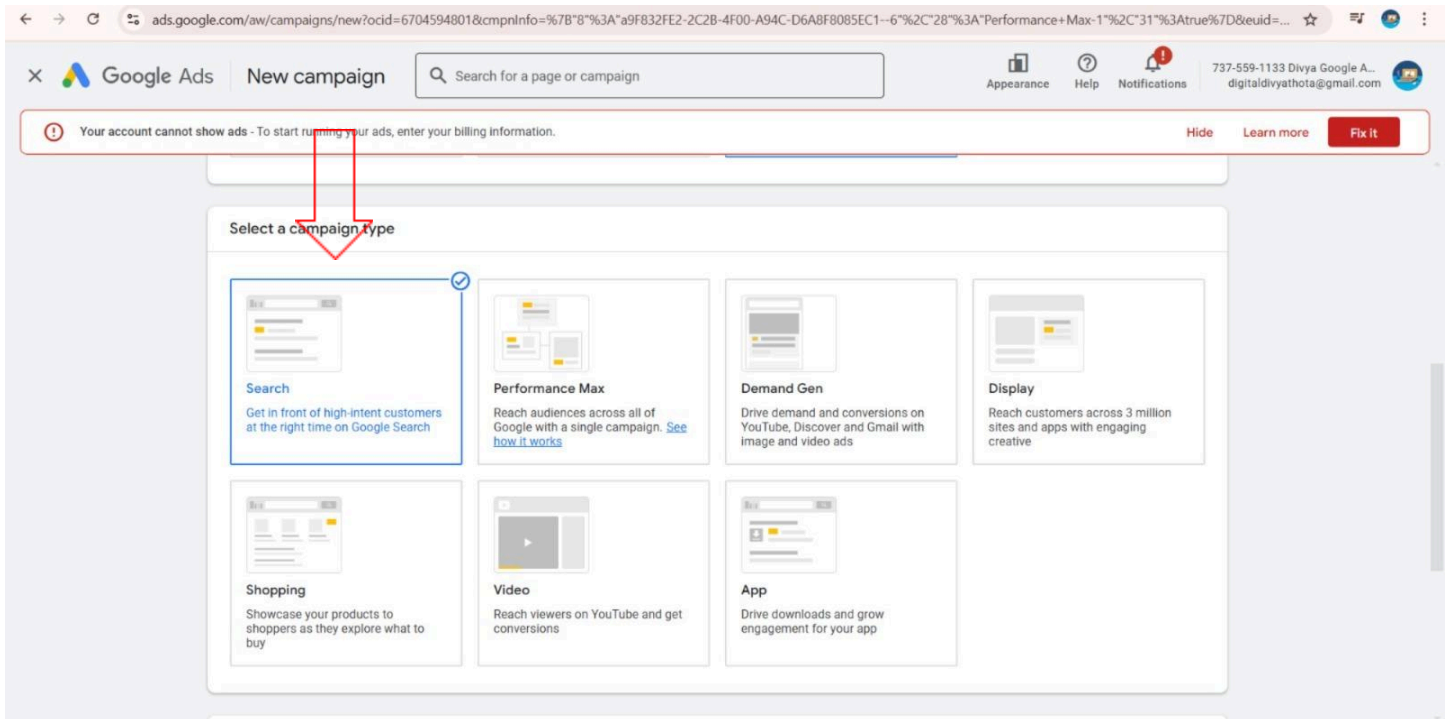 ads.google.com/aw/campaigns/new?ocid=6704594801&cmpnInfo=%7B"8"%3A"a9F832FE2-2C2B-4F00-A94C-D6A8F8085EC1--6"%2C"28"%3A"Performance+Max-1"%2C"31"%3Atrue%7D&euid=...
Google Ads New campaign Search for a page or campaign Appearance Help Notifications 737-559-1133 Divya Google A...
digitaldivyathota@gmail.com
Your account cannot show ads - To start running your ads, enter your billing information. Hide Learn more Fix it
Select a campaign type
Search
Get in front of high-intent customers
at the right time on Google Search
Performance Max
Reach audiences across all of
Google with a single campaign. See
how it works
Demand Gen
Drive demand and conversions on
YouTube, Discover and Gmail with
image and video ads
Display
Reach customers across 3 million
sites and apps with engaging
creative
Shopping
Showcase your products to
shoppers as they explore what to
buy
Video
Reach viewers on YouTube and get
conversions
App
Drive downloads and grow
engagement for your app